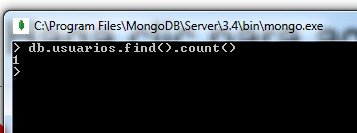 C:\Program Files\MongoDB\Server\3.4\bin\mongo.exe
> db.usuarios.find().count()
1
>